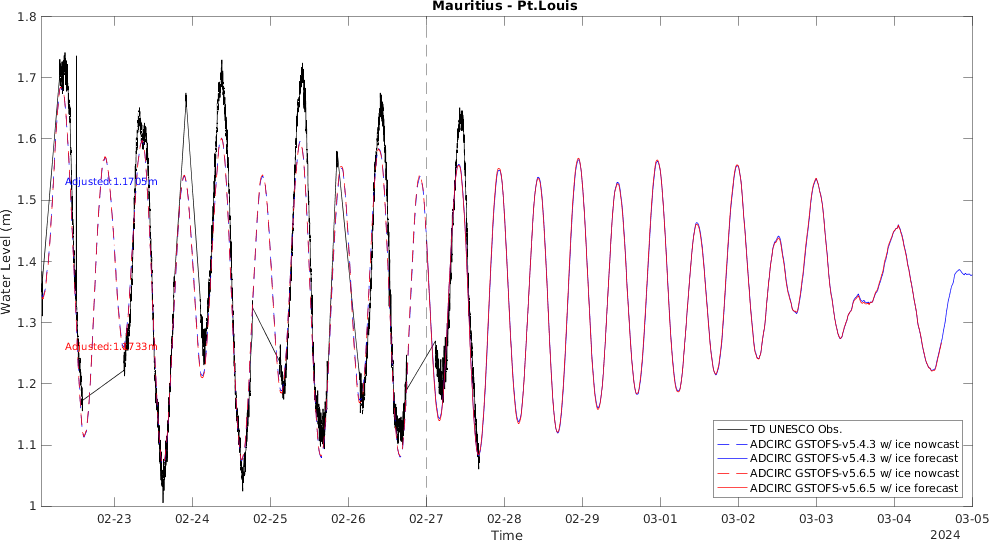 Mauritius - Pt.Louis
1.8
1.7
1.6
1.5
1.4
1.3
1.2
1.1
1
Water Level (m)
Adjusted:1.1705m
Adjusted:1.1733m
TD UNESCO Obs.
ADCIRC GSTOFS-v5.4.3 w/ ice nowcast
ADCIRC GSTOFS-v5.4.3 w/ ice forecast
ADCIRC GSTOFS-v5.6.5 w/ ice nowcast
ADCIRC GSTOFS-v5.6.5 w/ ice forecast
02-23 02-24 02-25 02-26 02-27 02-28 02-29 03-01 03-02 03-03 03-04 03-05
Time
2024